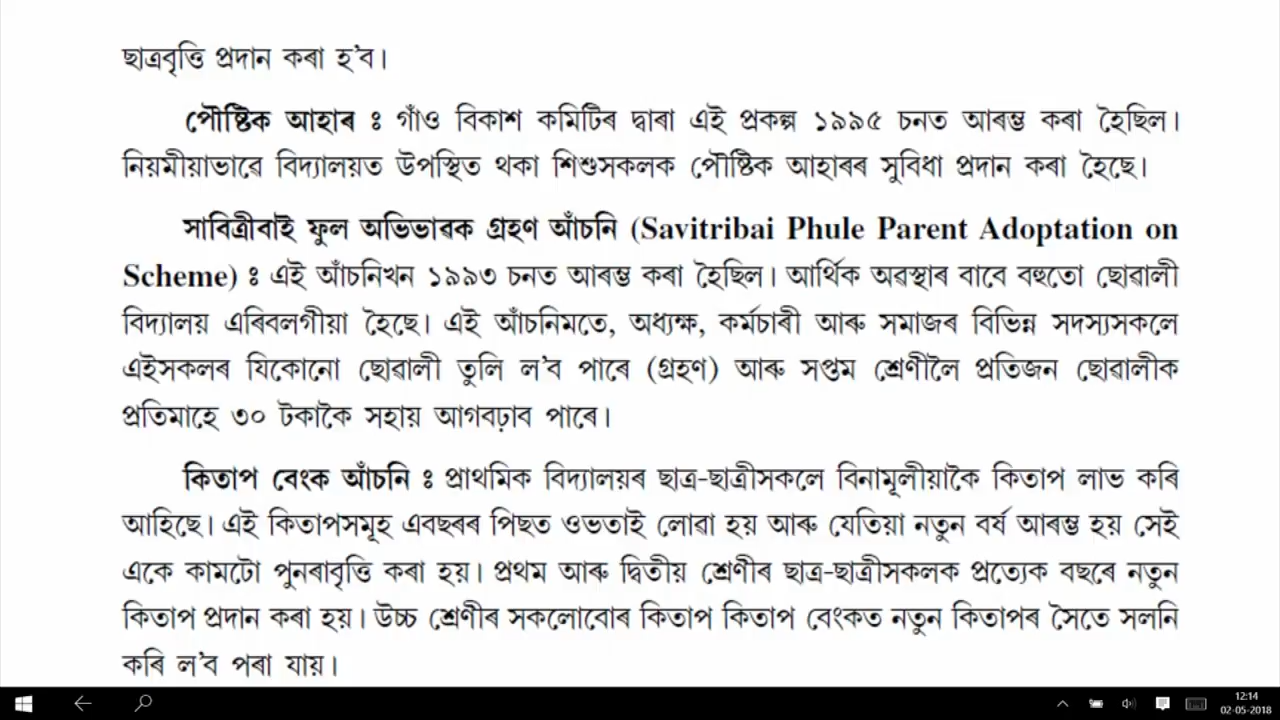 ছাত্ৰবৃত্তি প্ৰদান কৰা হ'ব।
পৌষ্টিক আহাৰ ঃ গাঁও বিকাশ কমিটিৰ দ্বাৰা এই প্ৰকল্প ১৯৯৫ চনত আৰম্ভ কৰা হৈছিল।
নিয়মীয়াভাৱে বিদ্যালয়ত উপস্থিত থকা শিশুসকলক পৌষ্টিক আহাৰৰ সুবিধা প্ৰদান কৰা হৈছে।
সাবিত্ৰীবাই ফুল অভিভাৱক গ্ৰহণ আঁচনি (Savitribai Phule Parent Adoptation on
Scheme) ঃ এই আঁচনিখন ১৯৯৩ চনত আৰম্ভ কৰা হৈছিল। আৰ্থিক অৱস্থাৰ বাবে বহুতো ছোৱালী
বিদ্যালয় এৰিবলগীয়া হৈছে। এই আঁচনিমতে, অধ্যক্ষ, কৰ্মচাৰী আৰু সমাজৰ বিভিন্ন সদস্যসকলে
এইসকলৰ যিকোনো ছোৱালী তুলি ল'ব পাৰে (গ্ৰহণ) আৰু সপ্তম শ্ৰেণীলৈ প্ৰতিজন ছোৱালীক
প্ৰতিমাহে ৩০ টকাকৈ সহায় আগবঢ়াব পাৰে।
কিতাপ বেংক আঁচনি ঃ প্ৰাথমিক বিদ্যালয়ৰ ছাত্ৰ-ছাত্ৰীসকলে বিনামূলীয়াকৈ কিতাপ লাভ কৰি
আহিছে। এই কিতাপসমূহ এবছৰৰ পিছত ওভতাই লোৱা হয় আৰু যেতিয়া নতুন বৰ্ষ আৰম্ভ হয় সেই
একে কামটো পুনৰাবৃত্তি কৰা হয়। প্ৰথম আৰু দ্বিতীয় শ্ৰেণীৰ ছাত্ৰ-ছাত্ৰীসকলক প্ৰত্যেক বছৰে নতুন
কিতাপ প্ৰদান কৰা হয়। উচ্চ শ্ৰেণীৰ সকলোবোৰ কিতাপ কিতাপ বেংকত নতুন কিতাপৰ সৈতে সলনি
কৰি ল'ব পৰা যায়।
12:14
02-05-2018